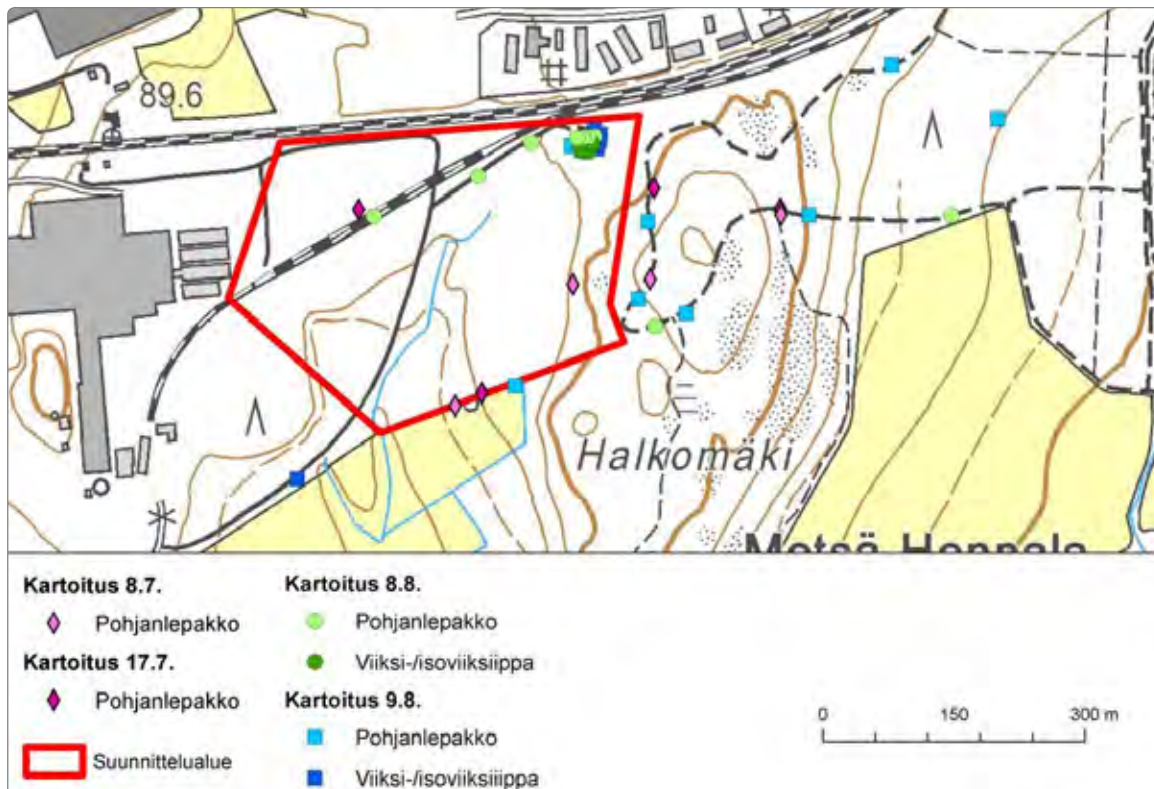 89.6
Halkomäki
Metsä-Hennala
Kartoitus 8.7.
Pohjanlepakko
Kartoitus 17.7.
Pohjanlepakko
Suunnittelualue
Kartoitus 8.8.
Pohjanlepakko
Viiksi-/isoviiksiippa
Kartoitus 9.8.
Pohjanlepakko
Viiksi-/isoviiksiiippa
0 150 300 m